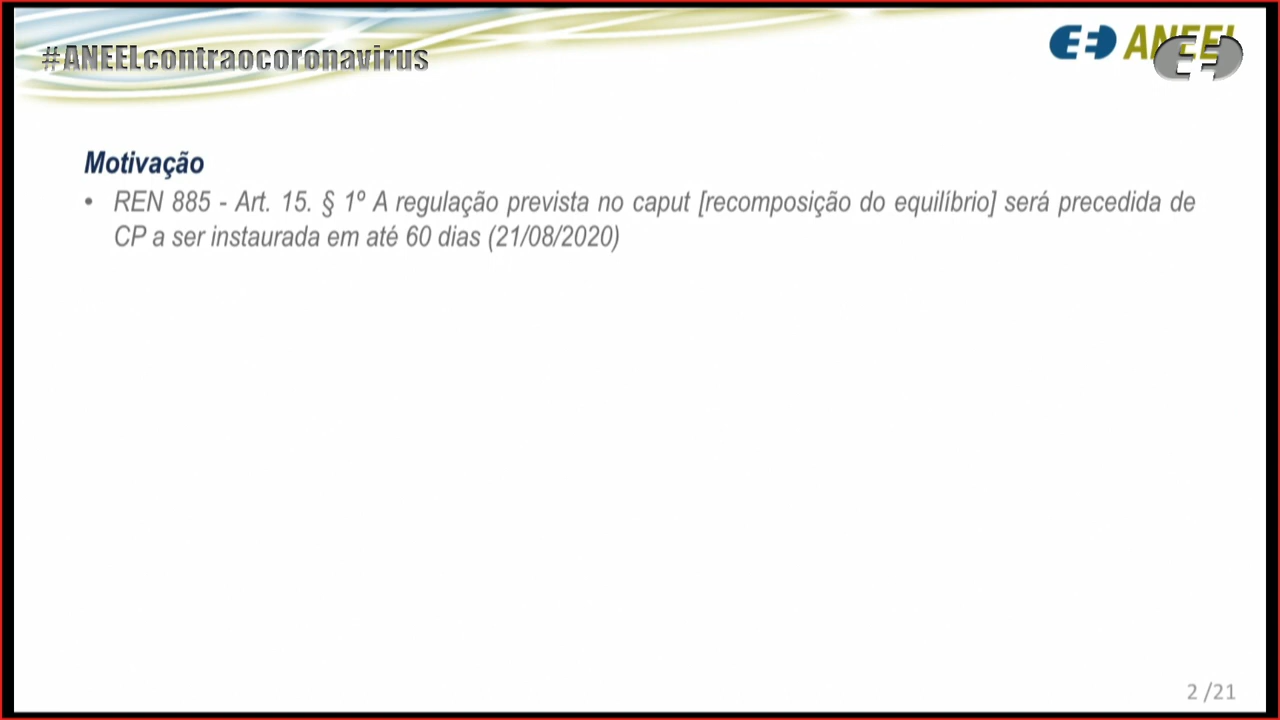 #ANEELcontraocoronavirus
ANEEL
Motivação
• REN 885 - Art. 15. § 1º A regulação prevista no caput [recomposição do equilíbrio] será precedida de
CP a ser instaurada em até 60 dias (21/08/2020)
2 /21